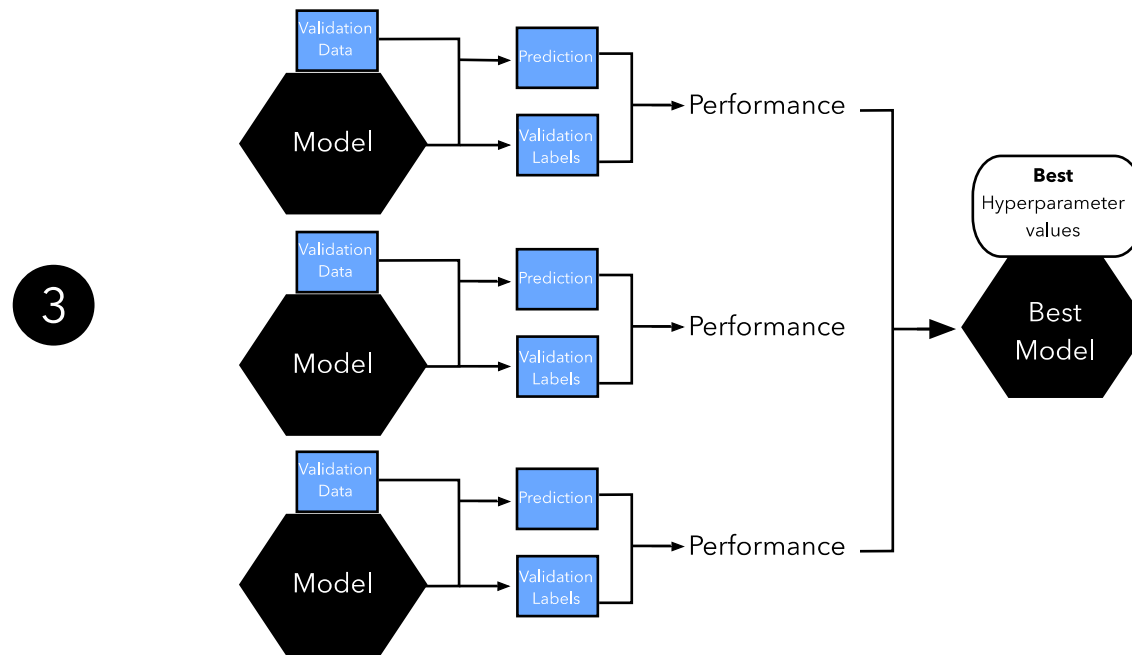 Validation
Data
Prediction
Model
Validation
Labels
Performance
Best
Hyperparameter
values
3
Validation
Data
Prediction
Model
Validation
Labels
Performance
Best
Model
Validation
Data
Prediction
Model
Validation
Labels
Performance